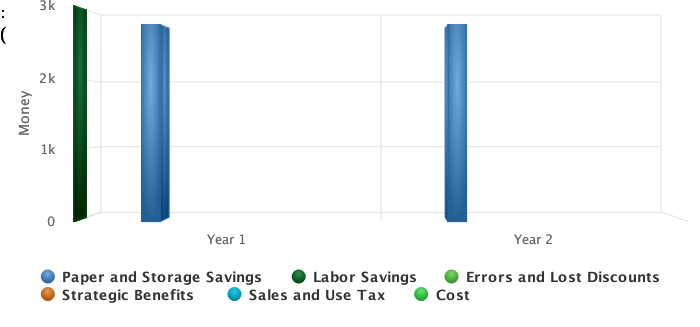 :
(
3k
2k
1k
0
Money
Year 1 Year 2
Paper and Storage Savings Labor Savings Errors and Lost Discounts
Strategic Benefits Sales and Use Tax Cost